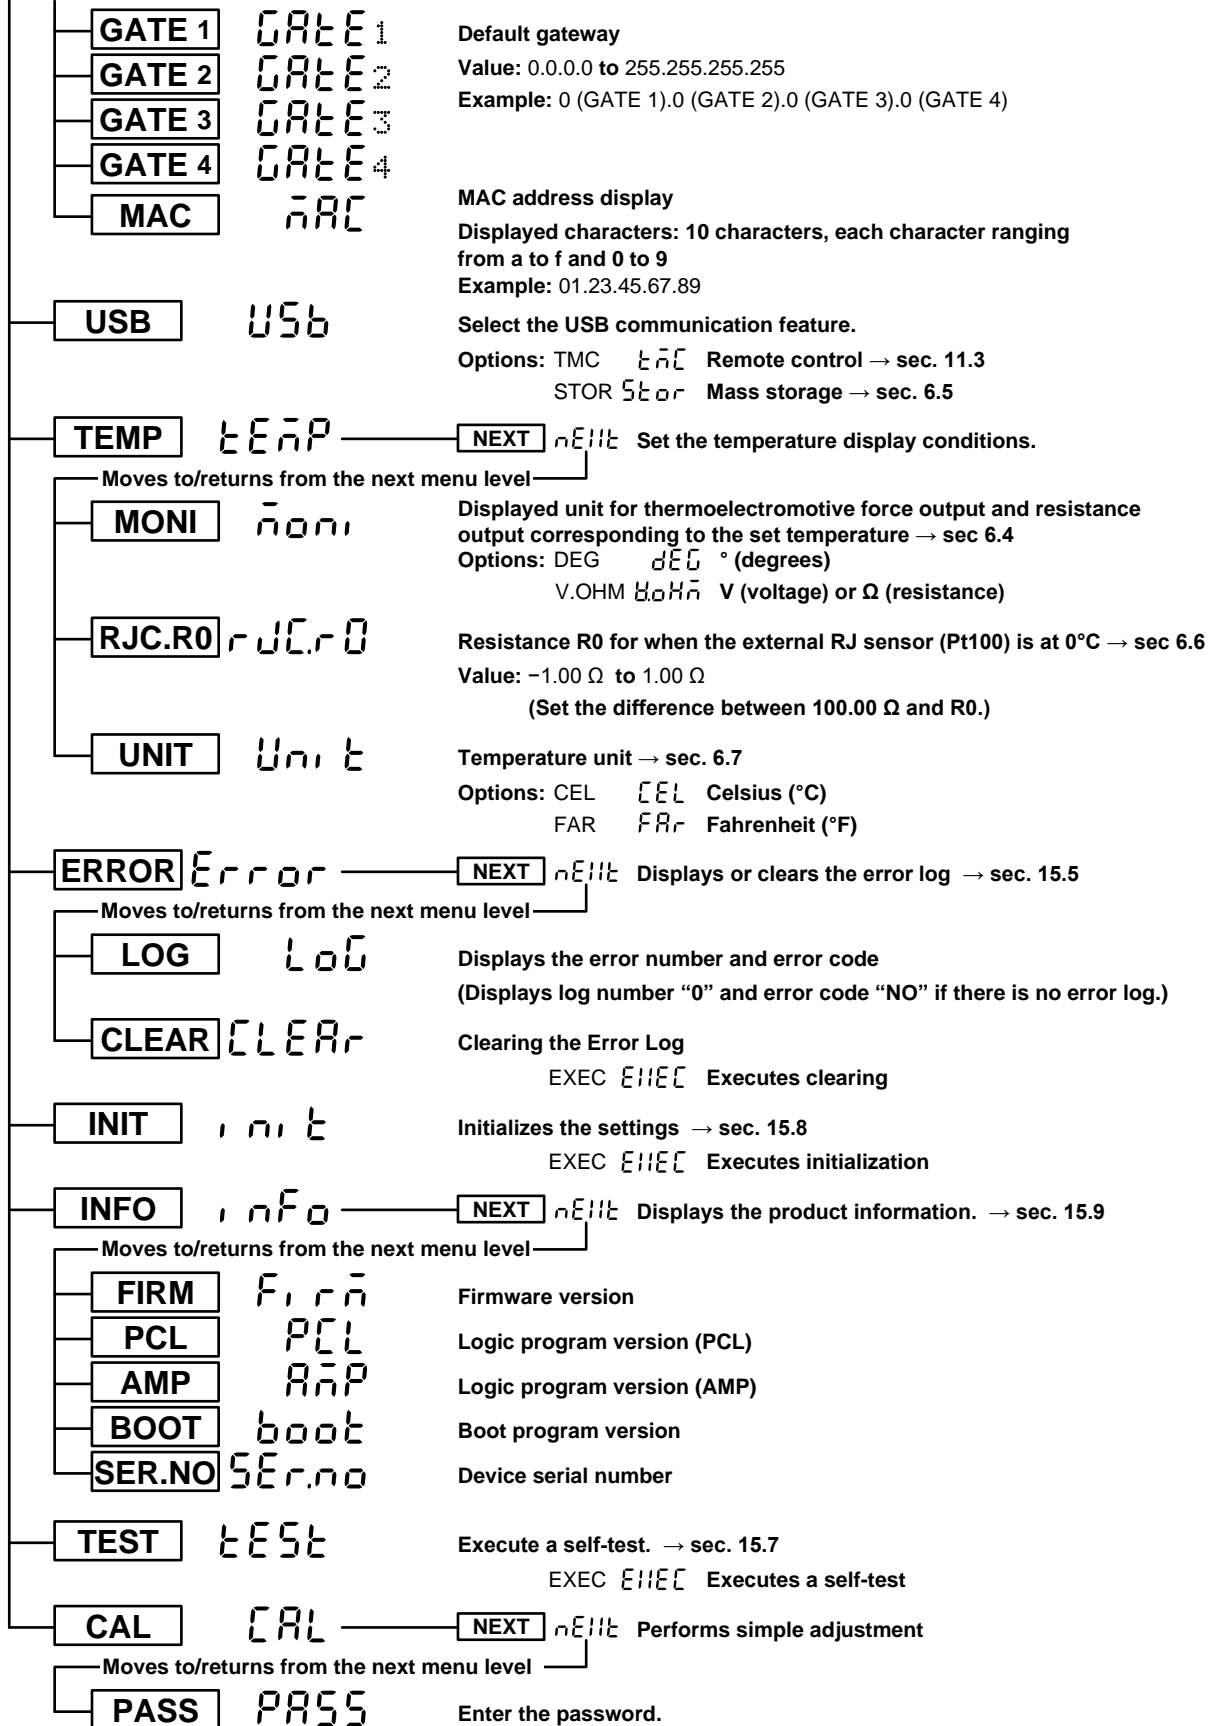 GATE 1 GAtE1 Default gateway
GATE 2 GAtE2 Value: 0.0.0.0 to 255.255.255.255
Example: 0 (GATE 1).0 (GATE 2).0 (GATE 3).0 (GATE 4)
GATE 3 GAtE3
GATE 4 GAtE4
MAC mAC MAC address display
Displayed characters: 10 characters, each character ranging
from a to f and 0 to 9
Example: 01.23.45.67.89
USB USb Select the USB communication feature.
Options: TMC tmC Remote control → sec. 11.3
STOR Stor Mass storage → sec. 6.5
TEMP tEmP NEXT nEXt Set the temperature display conditions.
Moves to/returns from the next menu level
MONI moni Displayed unit for thermoelectromotive force output and resistance
output corresponding to the set temperature → sec 6.4
Options: DEG dEG ° (degrees)
V.OHM V.oHm V (voltage) or Ω (resistance)
RJC.R0 rJC.r0 Resistance R0 for when the external RJ sensor (Pt100) is at 0°C → sec 6.6
Value: −1.00 Ω to 1.00 Ω
(Set the difference between 100.00 Ω and R0.)
UNIT Unit Temperature unit → sec. 6.7
Options: CEL CEL Celsius (°C)
FAR FAr Fahrenheit (°F)
ERROR Error NEXT nEXt Displays or clears the error log → sec. 15.5
Moves to/returns from the next menu level
LOG LoG Displays the error number and error code
(Displays log number “0” and error code “NO” if there is no error log.)
CLEAR CLEAr Clearing the Error Log
EXEC EXEC Executes clearing
INIT init Initializes the settings → sec. 15.8
EXEC EXEC Executes initialization
INFO inFo NEXT nEXt Displays the product information. → sec. 15.9
Moves to/returns from the next menu level
FIRM Firm Firmware version
PCL PCL Logic program version (PCL)
AMP AmP Logic program version (AMP)
BOOT boot Boot program version
SER.NO SEr.no Device serial number
TEST tESt Execute a self-test. → sec. 15.7
EXEC EXEC Executes a self-test
CAL CAL NEXT nEXt Performs simple adjustment
Moves to/returns from the next menu level
PASS PASS Enter the password.